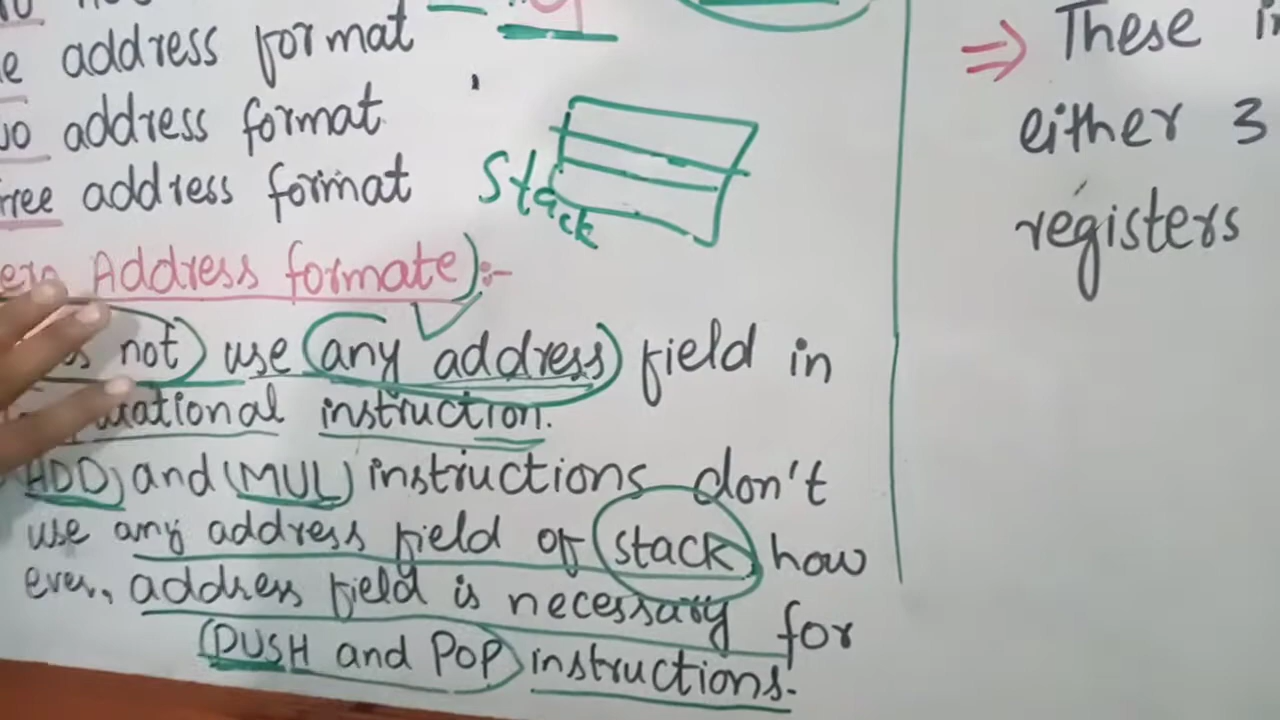 address format
address format
address format
Stack
Address formate):-
not) use (any address) field in
instruction.
ADD) and (MUL) instructions don't
use any address field of (stack) how
ever, address field is necessary for
(PUSH and POP) instructions.
⇒ These
either 3
registers